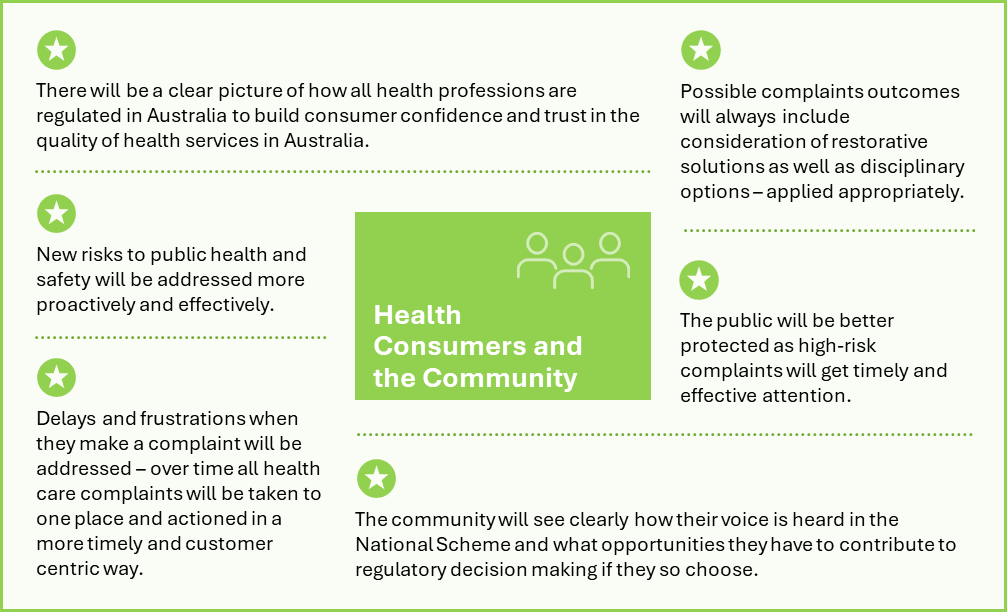 There will be a clear picture of how all health professions are
regulated in Australia to build consumer confidence and trust in the
quality of health services in Australia.
New risks to public health and
safety will be addressed more
proactively and effectively.
Delays and frustrations when
they make a complaint will be
addressed – over time all health
care complaints will be taken to
one place and actioned in a
more timely and customer
centric way.
Health
Consumers and
the Community
Possible complaints outcomes
will always include
consideration of restorative
solutions as well as disciplinary
options – applied appropriately.
The public will be better
protected as high-risk
complaints will get timely and
effective attention.
The community will see clearly how their voice is heard in the
National Scheme and what opportunities they have to contribute to
regulatory decision making if they so choose.